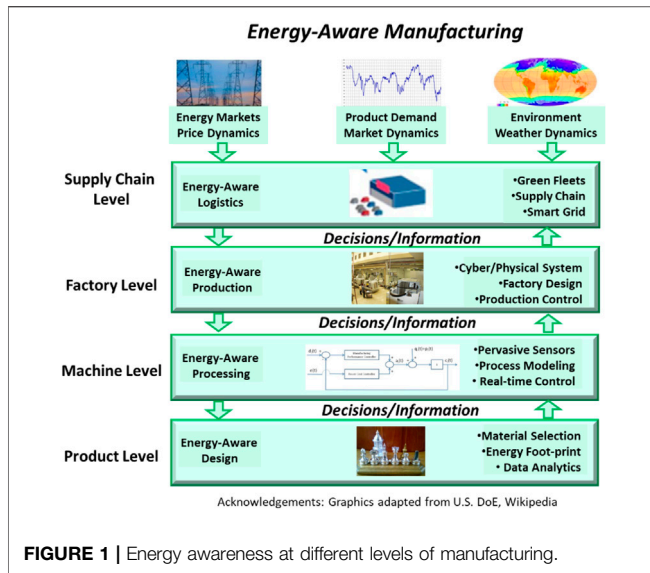 Energy-Aware Manufacturing
Energy Markets
Price Dynamics
Product Demand
Market Dynamics
Environment
Weather Dynamics
Supply Chain
Level
Energy-Aware
Logistics
•Green Fleets
•Supply Chain
•Smart Grid
Decisions/Information
Factory Level
Energy-Aware
Production
•Cyber/Physical System
•Factory Design
•Production Control
Decisions/Information
Machine Level
Energy-Aware
Processing
•Pervasive Sensors
•Process Modeling
• Real-time Control
Decisions/Information
Product Level
Energy-Aware
Design
•Material Selection
•Energy Foot-print
• Data Analytics
Acknowledgements: Graphics adapted from U.S. DoE, Wikipedia
FIGURE 1 | Energy awareness at different levels of manufacturing.